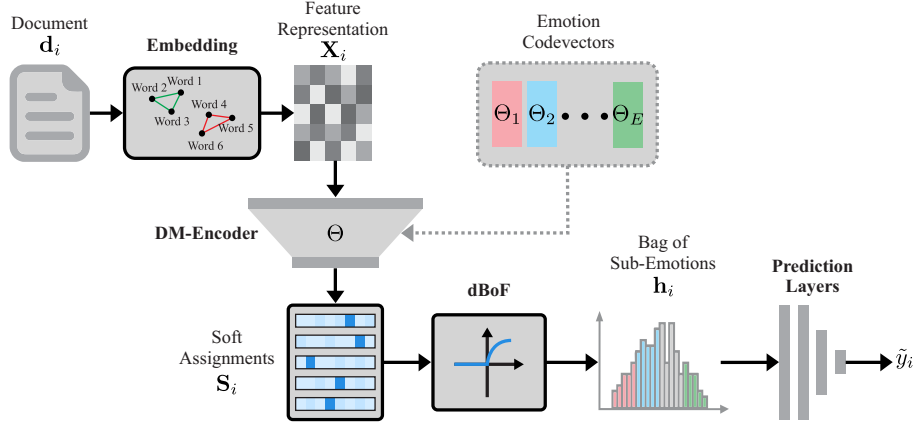 Document
d_i
Embedding
Word 1
Word 2
Word 3
Word 4
Word 5
Word 6
Feature
Representation
X_i
Emotion
Codevectors
Θ_1 Θ_2 • • • Θ_E
DM-Encoder
Θ
Soft
Assignments
S_i
dBoF
Bag of
Sub-Emotions
h_i
Prediction
Layers
ỹ_i